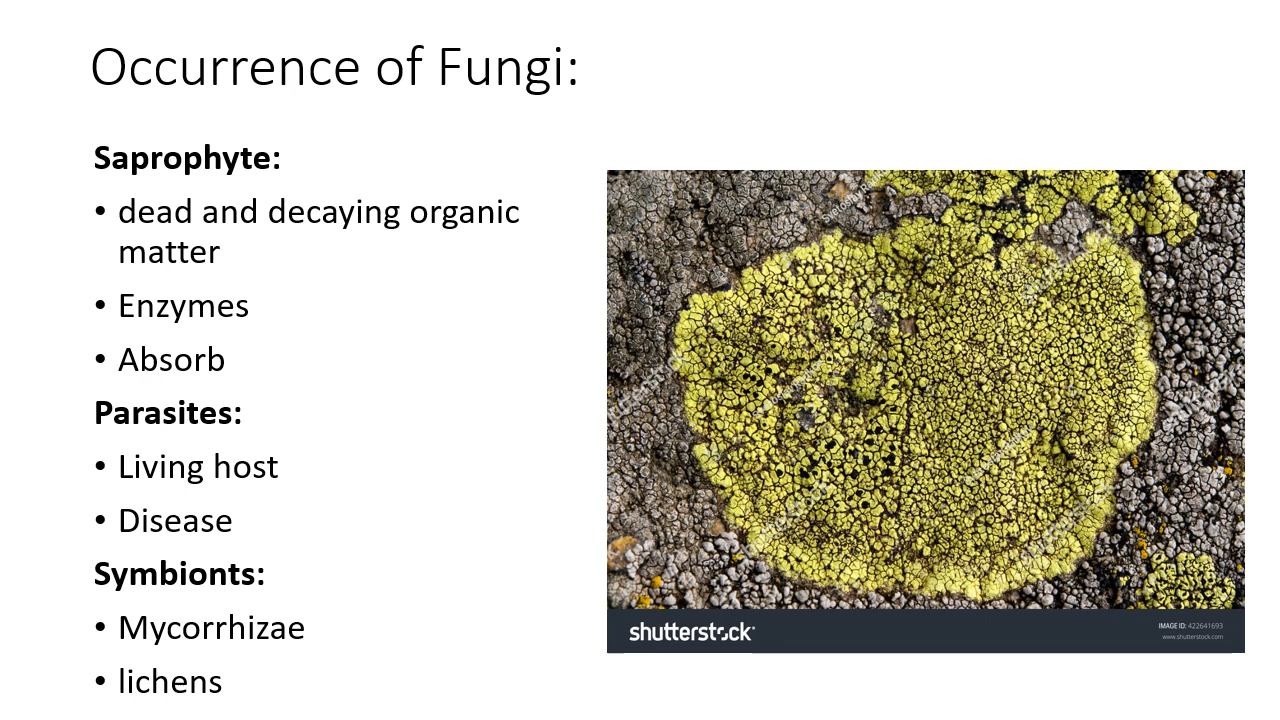 Occurrence of Fungi:
Saprophyte:
• dead and decaying organic
matter
• Enzymes
• Absorb
Parasites:
• Living host
• Disease
Symbionts:
• Mycorrhizae
• lichens
shutterstock
IMAGE ID: 422641693
www.shutterstock.com